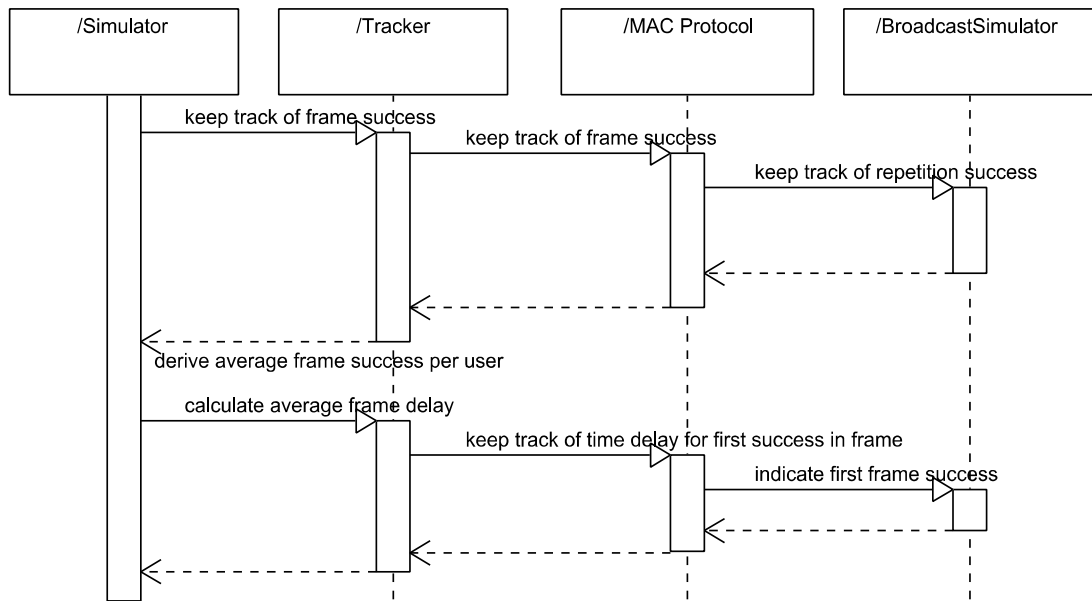 /Simulator
/Tracker
/MAC Protocol
/BroadcastSimulator
keep track of frame success
keep track of frame success
keep track of repetition success
derive average frame success per user
calculate average frame delay
keep track of time delay for first success in frame
indicate first frame success